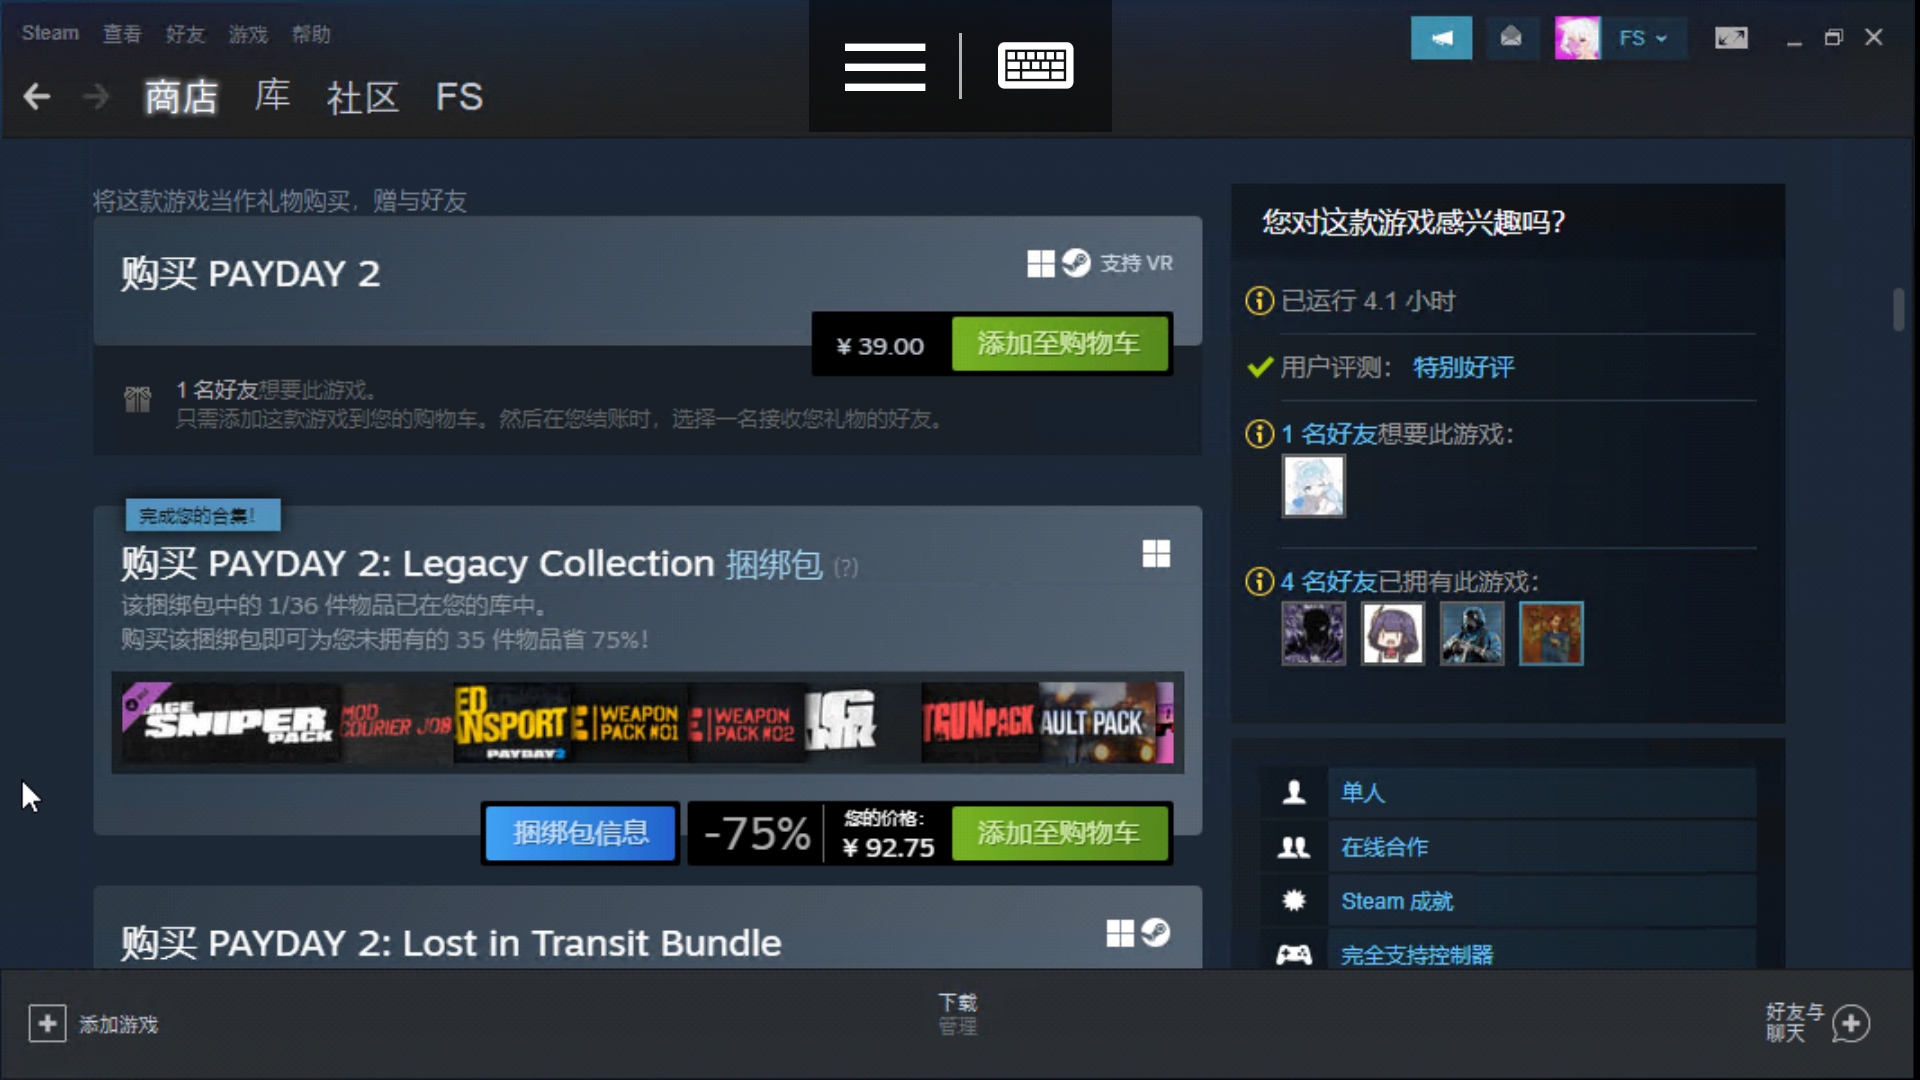 Steam 查看 好友 游戏 帮助
FS
商店 库 社区 FS
将这款游戏当作礼物购买，赠与好友
购买 PAYDAY 2
支持 VR
¥ 39.00 添加至购物车
1 名好友想要此游戏。
只需添加这款游戏到您的购物车。然后在您结账时，选择一名接收您礼物的好友。
完成您的合集！
购买 PAYDAY 2: Legacy Collection 捆绑包 (?)
该捆绑包中的 1/36 件物品已在您的库中。
购买该捆绑包即可为您未拥有的 35 件物品省 75%！
SNIPER PACK
COURIER JOB
NSPORT PAYDAY 2
WEAPON PACK #01
WEAPON PACK #02
GUN PACK
AULT PACK
捆绑包信息
-75%
您的价格：
¥ 92.75
添加至购物车
购买 PAYDAY 2: Lost in Transit Bundle
您对这款游戏感兴趣吗？
已运行 4.1 小时
用户评测： 特别好评
1 名好友想要此游戏：
4 名好友已拥有此游戏：
单人
在线合作
Steam 成就
完全支持控制器
添加游戏
下载
管理
好友与
聊天